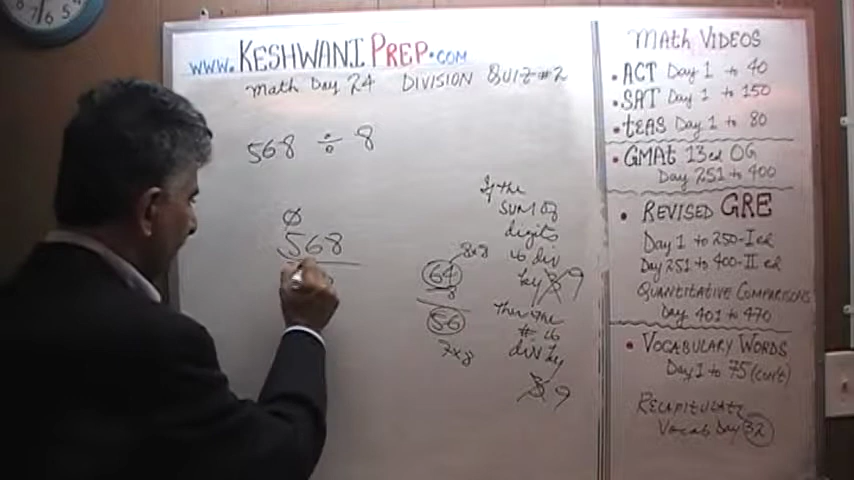 www.KESHWANI PREP.COM
Math Day 24 DIVISION QUIZ #2
568 ÷ 8
568
If the
SUM OF
digits
is div
by 3 9
then the
# is
div by
3 9
8x8
64
8
56
7x8
Math VIDEOS
• ACT Day 1 to 40
• SAT Day 1 to 150
• TEAS Day 1 to 80
• GMAt 13ed OG
Day 251 to 400
• REVISED GRE
Day 1 to 250-I ed
Day 251 to 400-II ed
QUANTITATIVE COMPARISONS
Day 401 to 470
• VOCABULARY WORDS
Day 1 to 75 (con't)
RECAPITULATE
Vocab Day 32